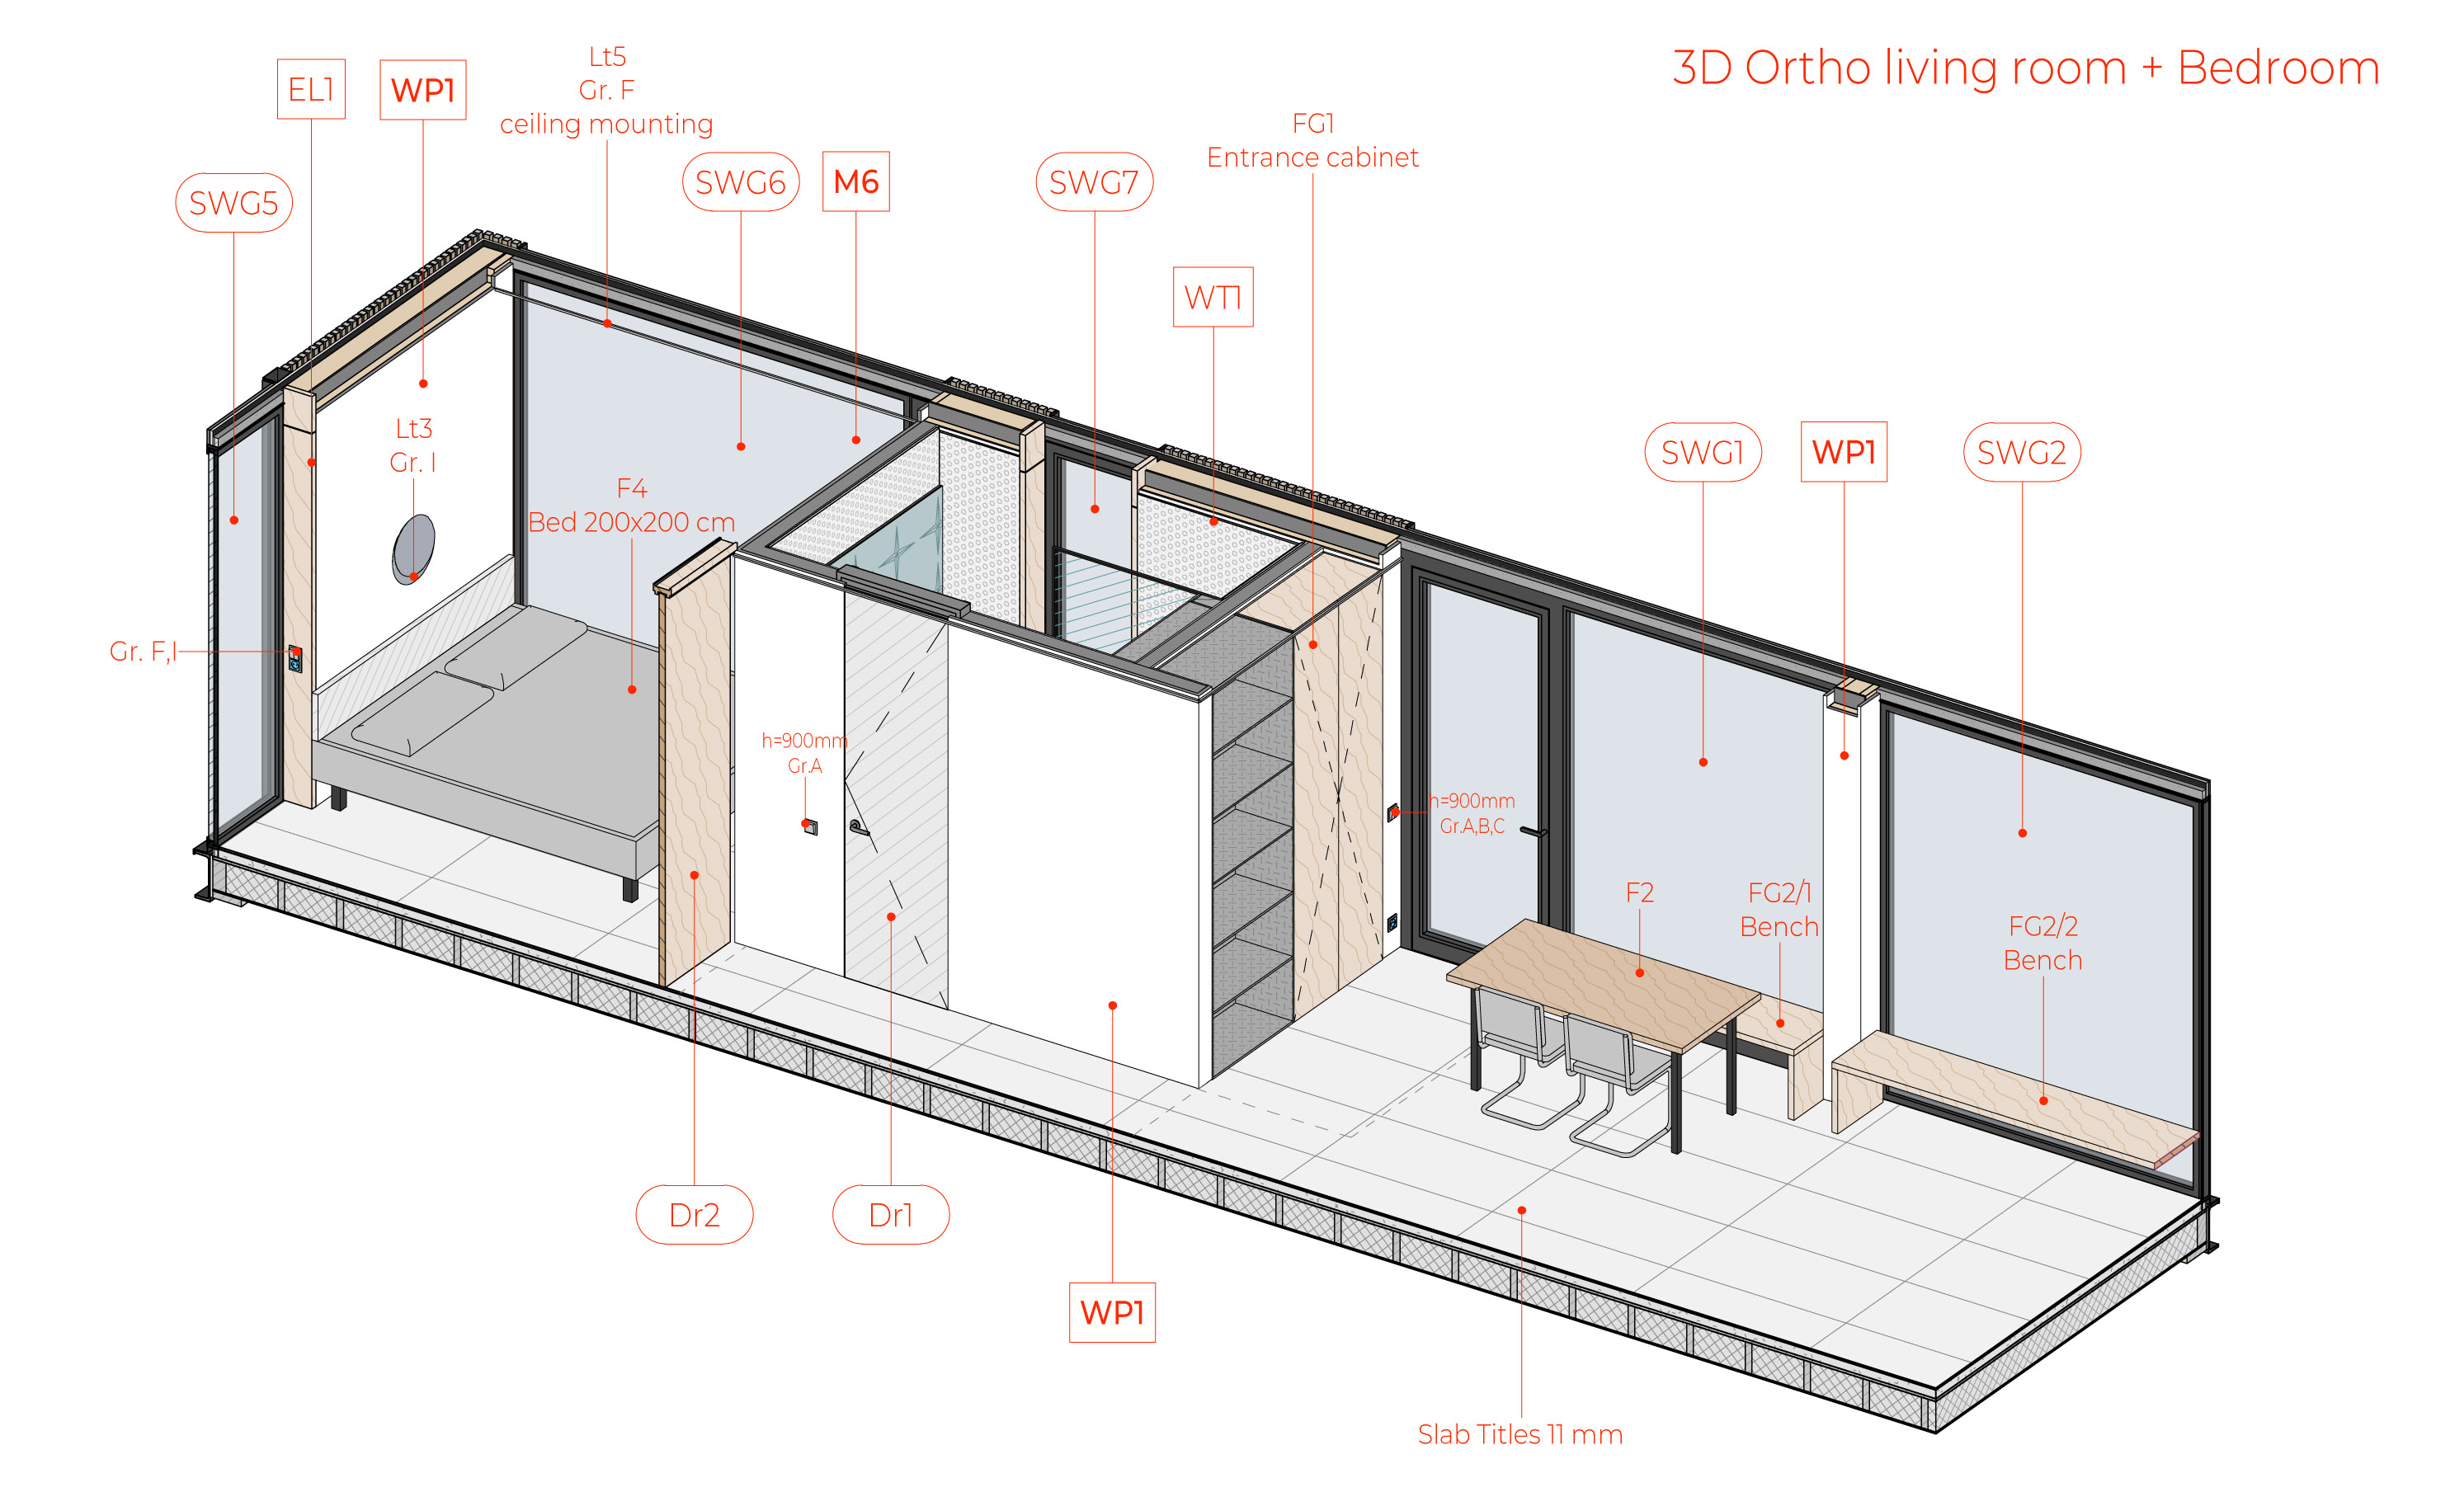 3D Ortho living room + Bedroom
Lt5
Gr. F
ceiling mounting
EL1
WP1
FG1
Entrance cabinet
SWG5
SWG6
M6
SWG7
WT1
Lt3
Gr. I
SWG1
WP1
SWG2
F4
Bed 200x200 cm
Gr. F,I
h=900mm
Gr.A
h=900mm
Gr.A,B,C
F2
FG2/1
Bench
FG2/2
Bench
Dr2
Dr1
WP1
Slab Titles 11 mm